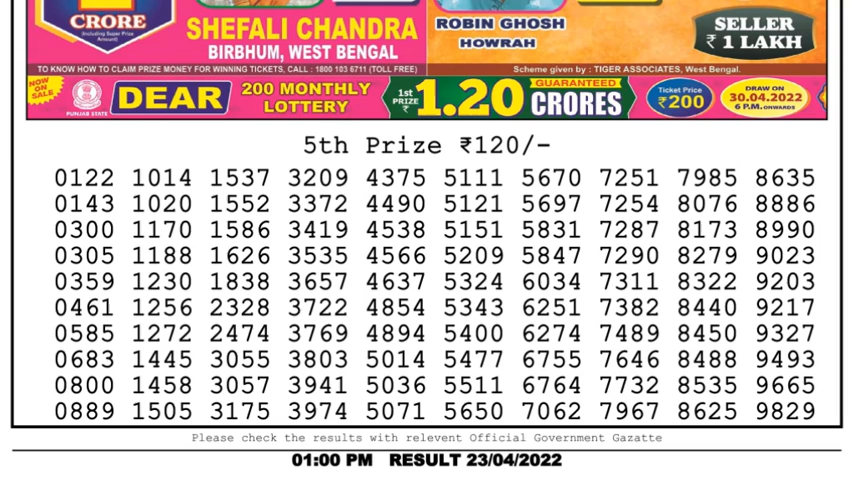 CRORE
(Including Super Prize Amount)
SHEFALI CHANDRA
BIRBHUM, WEST BENGAL
ROBIN GHOSH
HOWRAH
SELLER
₹ 1 LAKH
TO KNOW HOW TO CLAIM PRIZE MONEY FOR WINNING TICKETS, CALL : 1800 103 6711 (TOLL FREE)
Scheme given by : TIGER ASSOCIATES, West Bengal.
NOW ON SALE
PUNJAB STATE
DEAR
200 MONTHLY
LOTTERY
1st PRIZE ₹
1.20
GUARANTEED
CRORES
Ticket Price
₹200
DRAW ON
30.04.2022
6 P.M. ONWARDS
5th Prize ₹120/-
0122 1014 1537 3209 4375 5111 5670 7251 7985 8635
0143 1020 1552 3372 4490 5121 5697 7254 8076 8886
0300 1170 1586 3419 4538 5151 5831 7287 8173 8990
0305 1188 1626 3535 4566 5209 5847 7290 8279 9023
0359 1230 1838 3657 4637 5324 6034 7311 8322 9203
0461 1256 2328 3722 4854 5343 6251 7382 8440 9217
0585 1272 2474 3769 4894 5400 6274 7489 8450 9327
0683 1445 3055 3803 5014 5477 6755 7646 8488 9493
0800 1458 3057 3941 5036 5511 6764 7732 8535 9665
0889 1505 3175 3974 5071 5650 7062 7967 8625 9829
Please check the results with relevent Official Government Gazatte
01:00 PM RESULT 23/04/2022